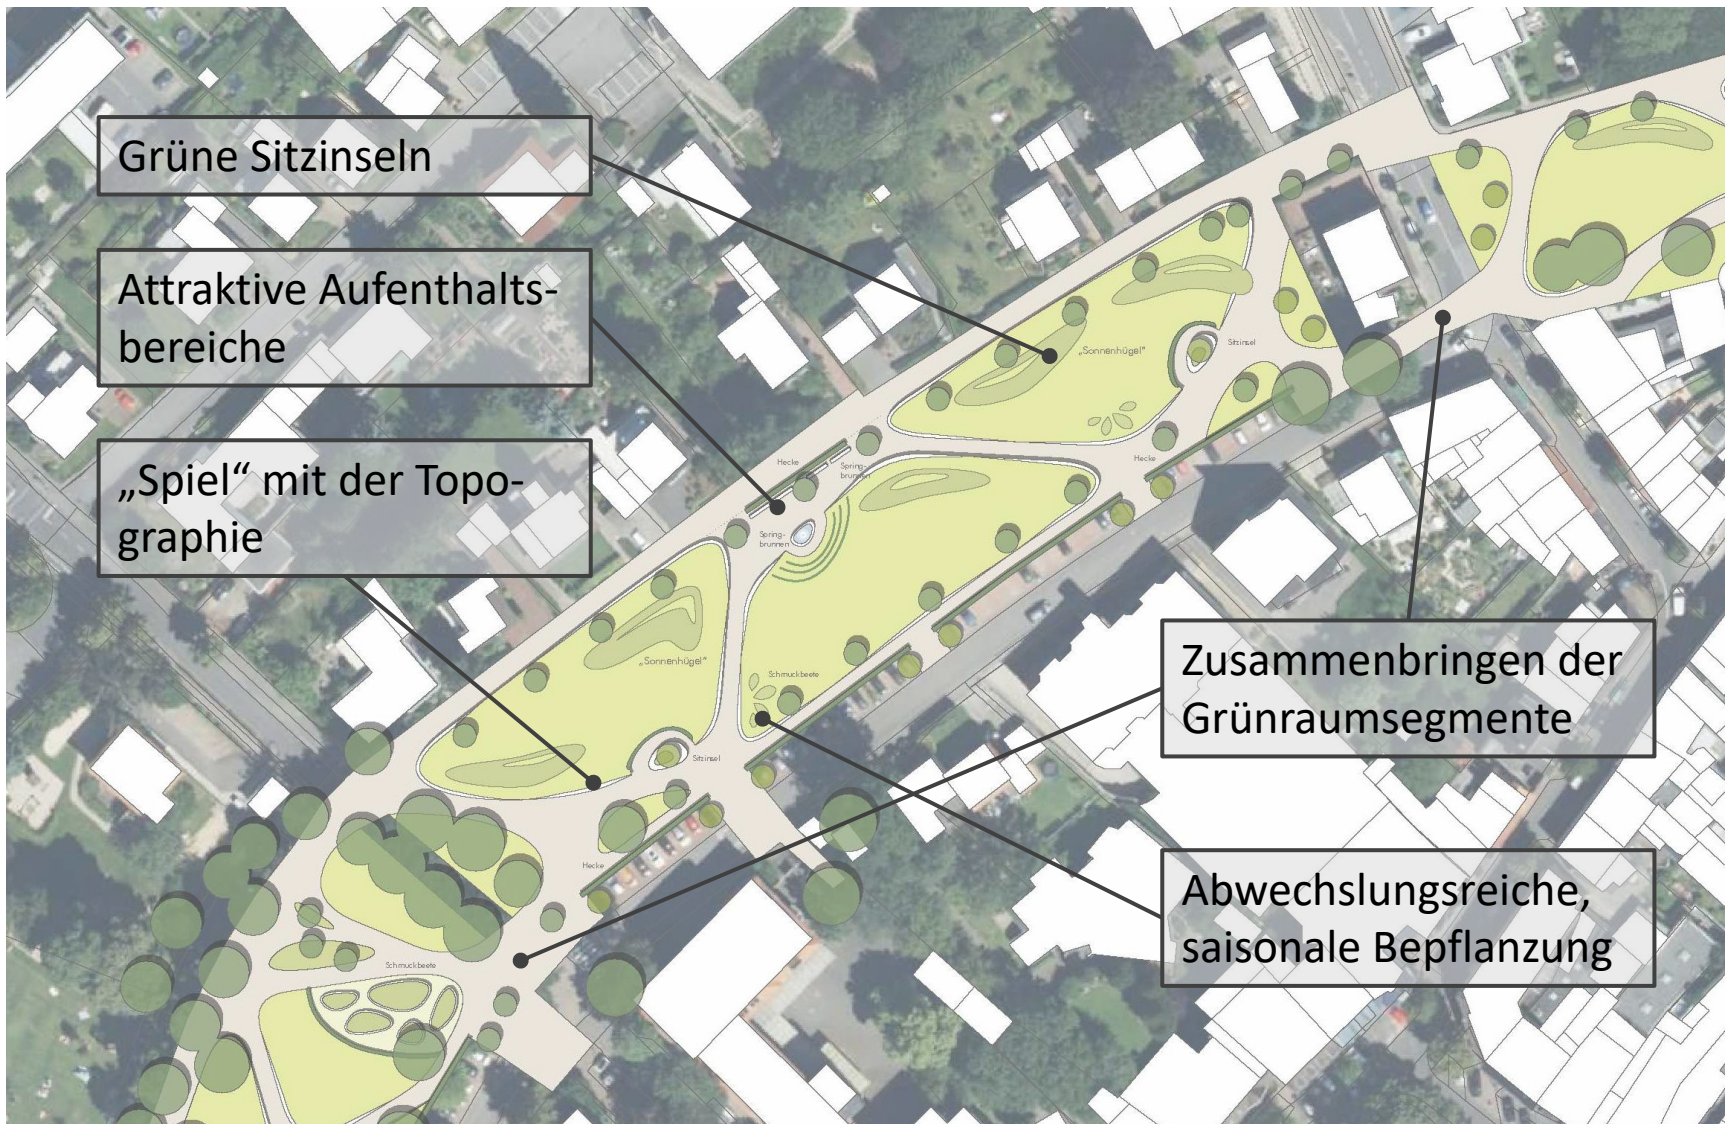 Grüne Sitzinseln
Attraktive Aufenthalts-
bereiche
„Spiel“ mit der Topo-
graphie
Zusammenbringen der
Grünraumsegmente
Abwechslungsreiche,
saisonale Bepflanzung
„Sonnenhügel“
Sitzinsel
Hecke
Spring-
brunnen
Hecke
Spring-
brunnen
„Sonnenhügel“
Schmuckbeete
Sitzinsel
Hecke
Schmuckbeete